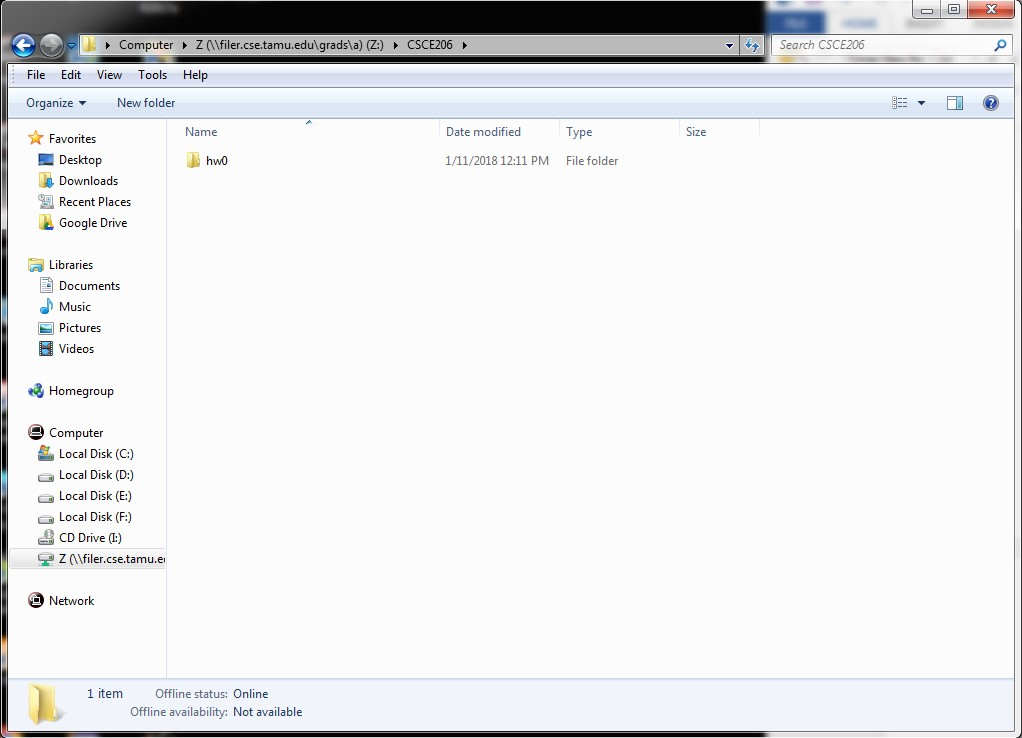 Computer Z (\\filer.cse.tamu.edu\grads\a) (Z:) CSCE206 Search CSCE206
File Edit View Tools Help
Organize New folder
Name Date modified Type Size
hw0 1/11/2018 12:11 PM File folder
Favorites
Desktop
Downloads
Recent Places
Google Drive
Libraries
Documents
Music
Pictures
Videos
Homegroup
Computer
Local Disk (C:)
Local Disk (D:)
Local Disk (E:)
Local Disk (F:)
CD Drive (I:)
Z (\\filer.cse.tamu.e
Network
1 item Offline status: Online
Offline availability: Not available